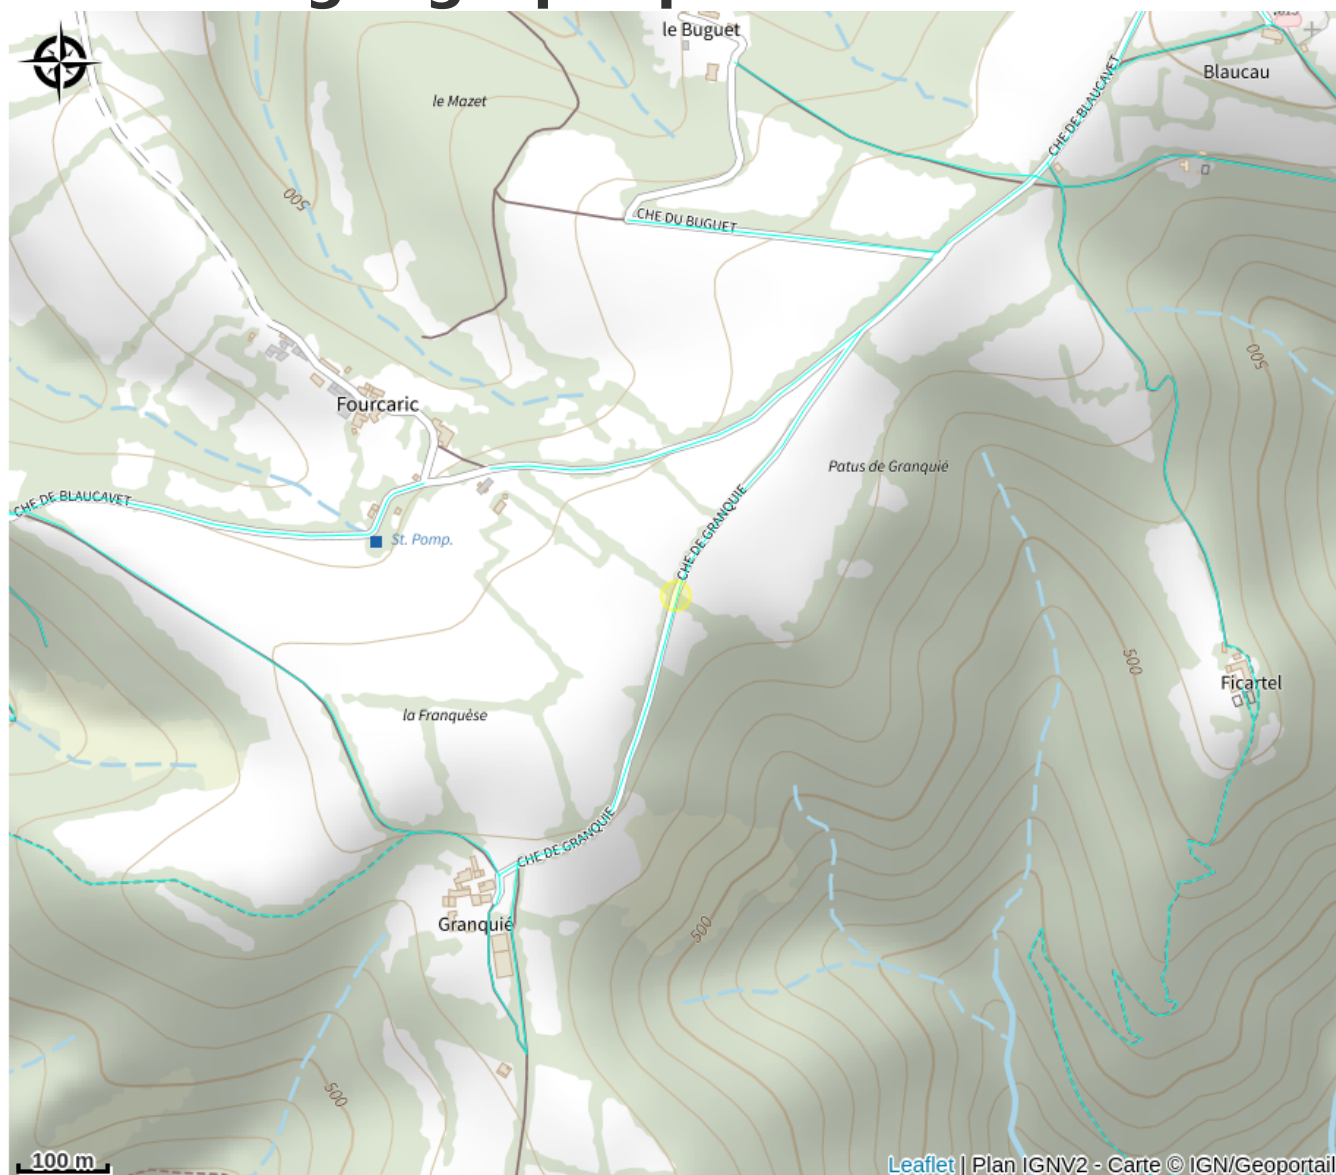 le Buguet
Blaucau
le Mazet
CHE DE BLAUCAVET
500
CHE DU BUGUET
500
Fourcaric
Patus de Granquié
CHE DE BLAUCAVET
CHE DE GRANQUIE
St. Pomp.
500
Ficartel
la Franquèse
CHE DE GRANQUIE
Granquié
500
500
100 m
Leaflet | Plan IGNV2 - Carte © IGN/Geoportail